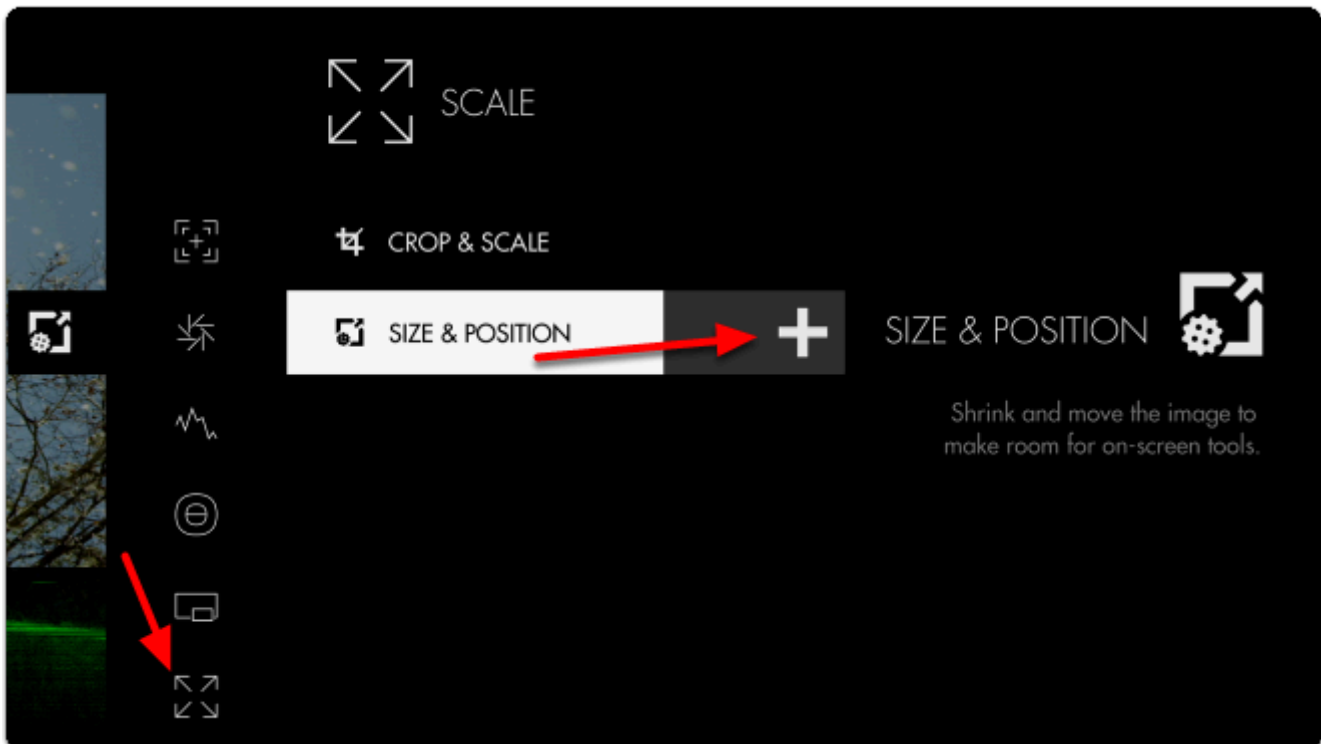 SCALE
CROP & SCALE
SIZE & POSITION
SIZE & POSITION
Shrink and move the image to
make room for on-screen tools.